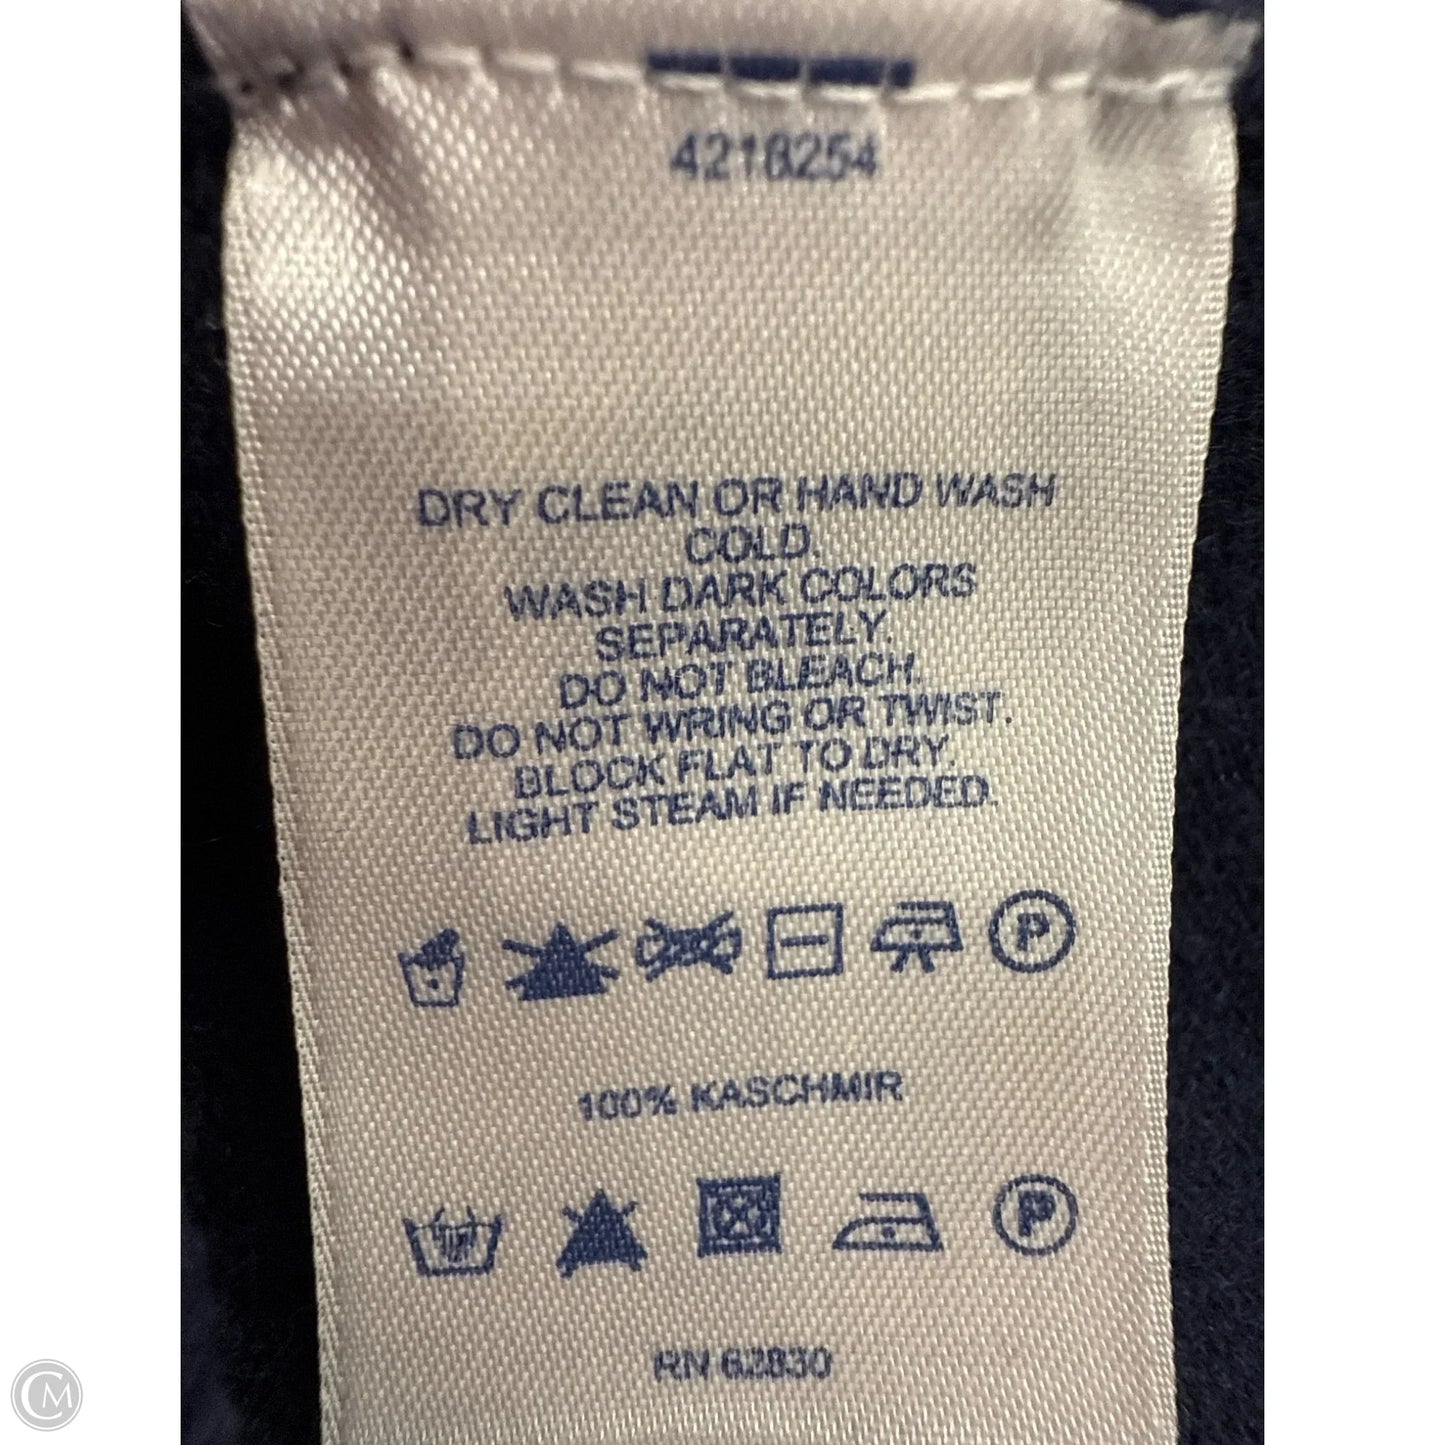 4218254
DRY CLEAN OR HAND WASH
COLD.
WASH DARK COLORS
SEPARATELY.
DO NOT BLEACH.
DO NOT WRING OR TWIST.
BLOCK FLAT TO DRY.
LIGHT STEAM IF NEEDED.
P
100% KASCHMIR
P
RN 62830
CM